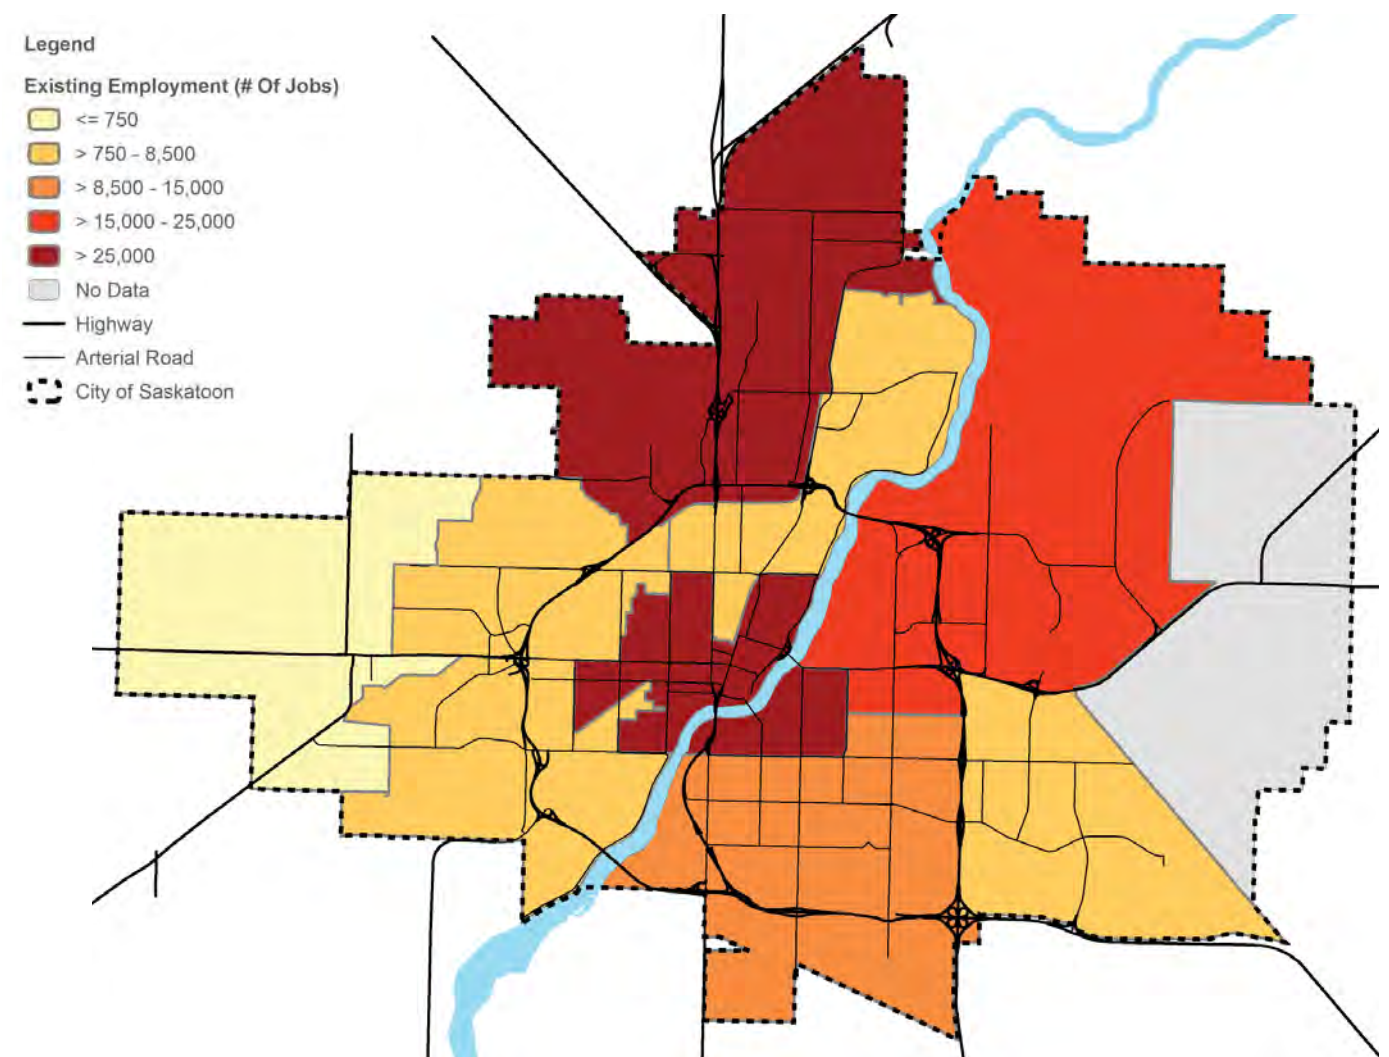 Legend
Existing Employment (# Of Jobs)
<= 750
> 750 - 8,500
> 8,500 - 15,000
> 15,000 - 25,000
> 25,000
No Data
Highway
Arterial Road
City of Saskatoon